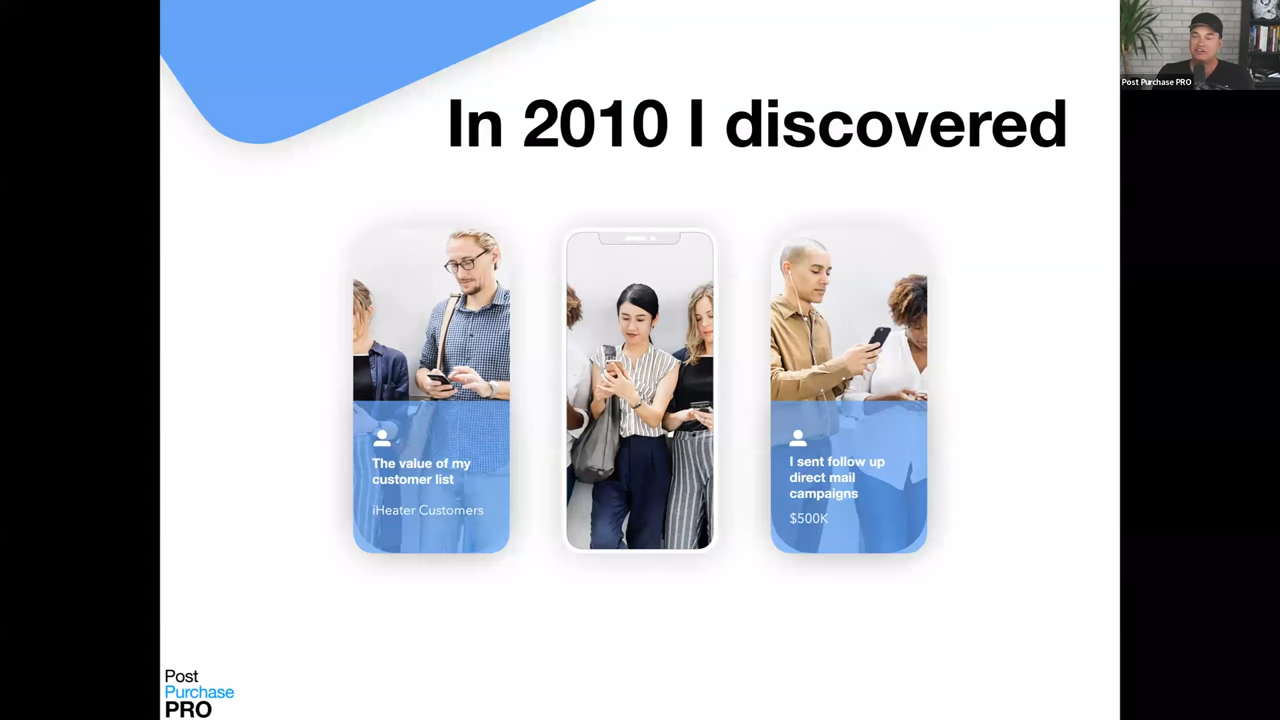 In 2010 I discovered
The value of my
customer list
iHeater Customers
I sent follow up
direct mail
campaigns
$500K
Post
Purchase
PRO
Post Purchase PRO